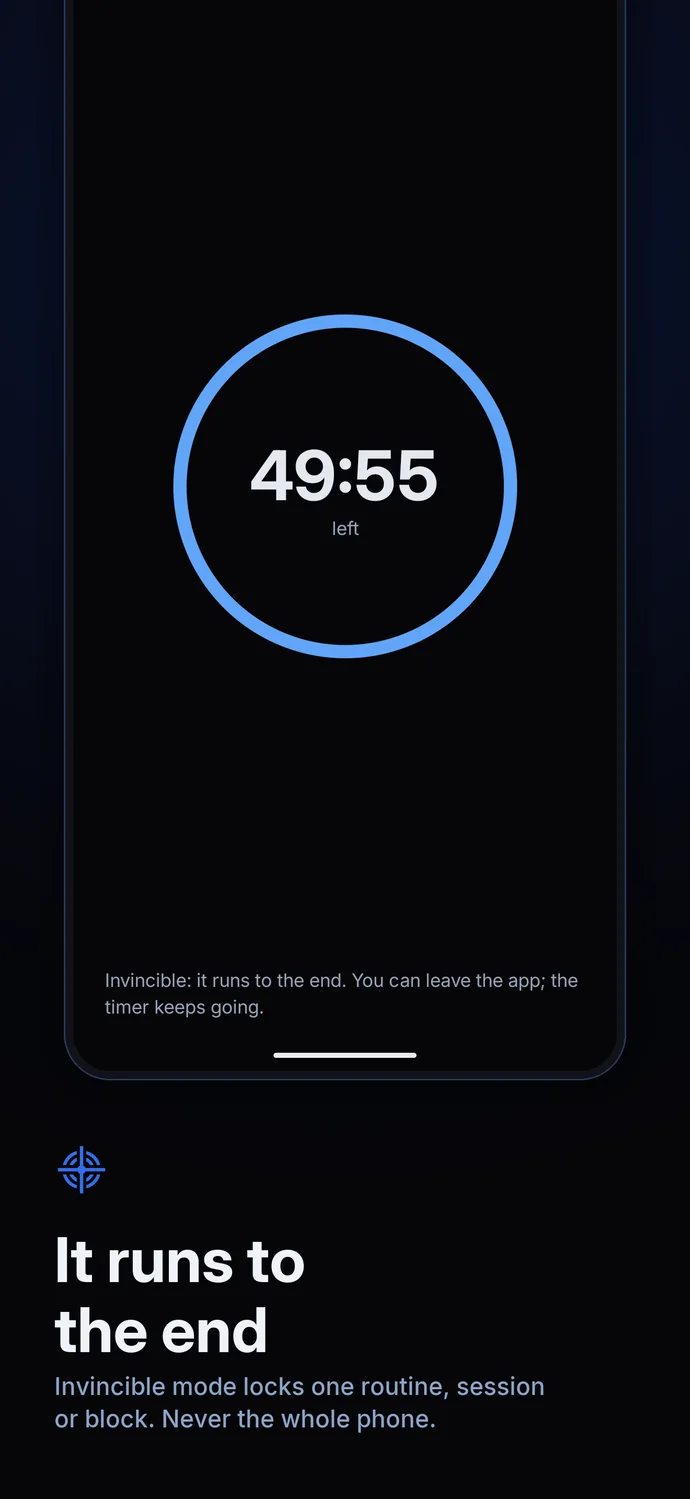 49:55
left
Invincible: it runs to the end. You can leave the app; the
timer keeps going.
It runs to
the end
Invincible mode locks one routine, session
or block. Never the whole phone.